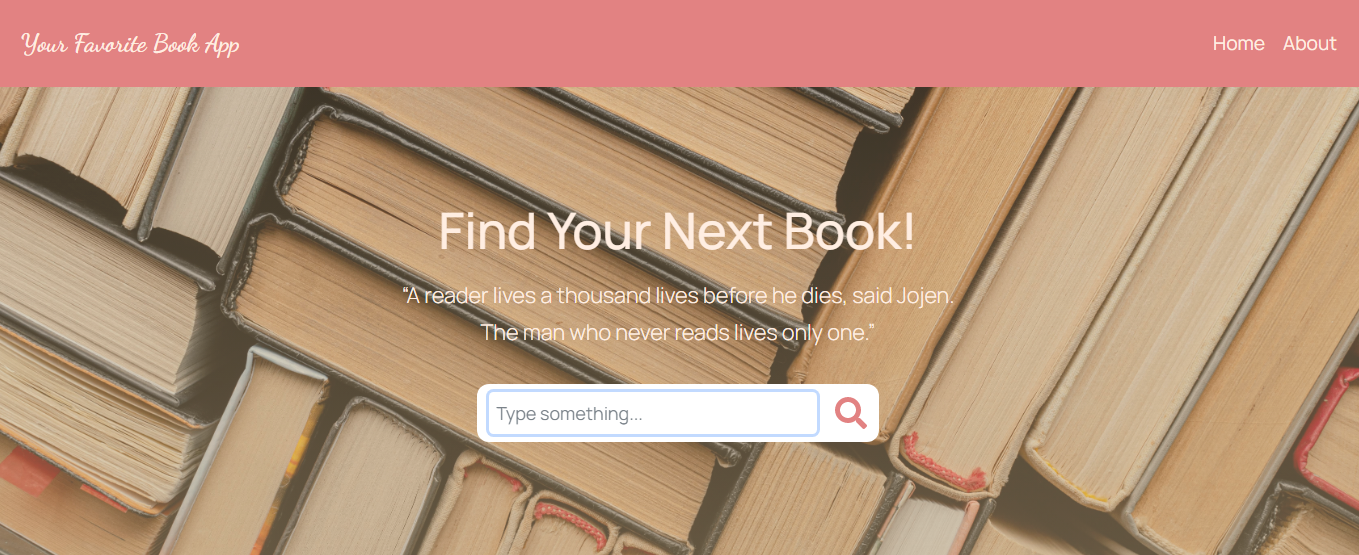 Your Favorite Book App
Home About
Find Your Next Book!
“A reader lives a thousand lives before he dies, said Jojen.
The man who never reads lives only one.”
Type something...